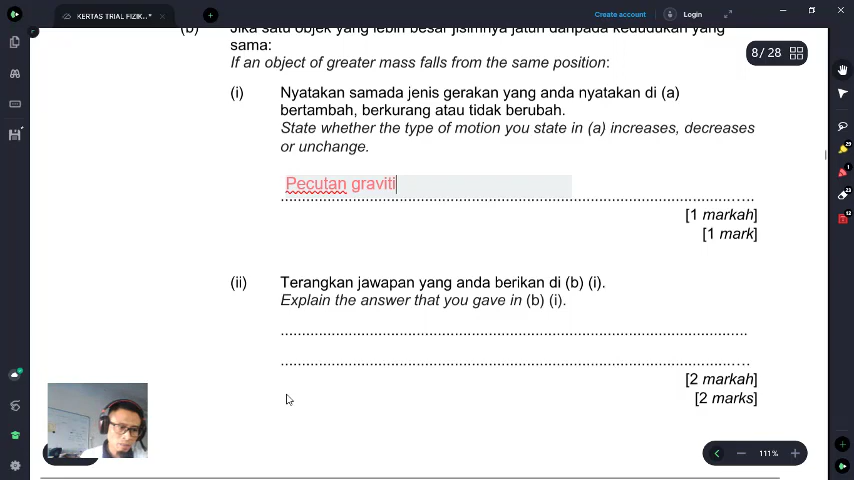 Create account
Login
KERTAS TRIAL FIZIK...*
8/ 28
(b) Jika satu objek yang lebih besar jisimnya jatuh daripada kedudukan yang
sama:
If an object of greater mass falls from the same position:
(i) Nyatakan samada jenis gerakan yang anda nyatakan di (a)
bertambah, berkurang atau tidak berubah.
State whether the type of motion you state in (a) increases, decreases
or unchange.
Pecutan graviti
[1 markah]
[1 mark]
(ii) Terangkan jawapan yang anda berikan di (b) (i).
Explain the answer that you gave in (b) (i).
[2 markah]
[2 marks]
111%